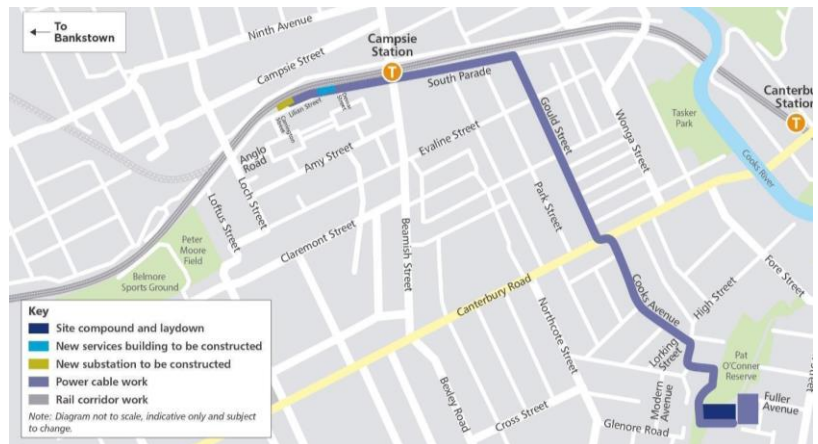 To
Bankstown
Ninth Avenue
Campsie Street
Campsie
Station
T
South Parade
Lilian Street
Anglo
Road
Amy Street
Evaline Street
Gould Street
Wonga Street
Tasker
Park
Canterbury
Station
T
Cooks River
Loch Street
Loftus Street
Peter
Moore
Field
Belmore
Sports Ground
Claremont Street
Beamish Street
Park Street
Canterbury Road
Cooks Avenue
High Street
Fore Street
Northcote Street
Bexley Road
Cross Street
Lorking
Street
Modern
Avenue
Glenore Road
Pat
O'Conner
Reserve
Fuller
Avenue
Key
Site compound and laydown
New services building to be constructed
New substation to be constructed
Power cable work
Rail corridor work
Note: Diagram not to scale, indicative only and subject
to change.